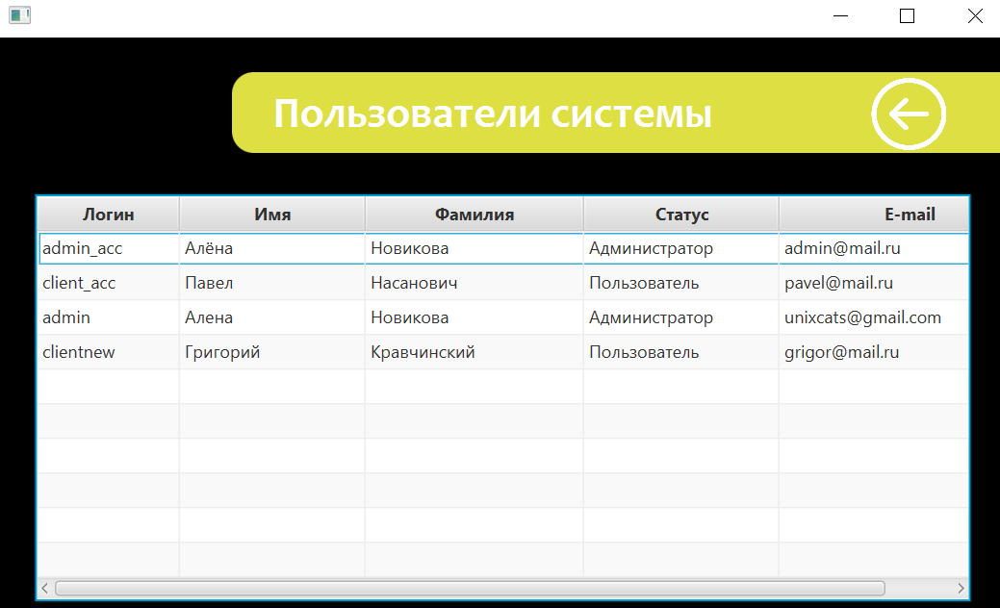 Пользователи системы
Логин Имя Фамилия Статус E-mail
admin_acc Алёна Новикова Администратор admin@mail.ru
client_acc Павел Насанович Пользователь pavel@mail.ru
admin Алена Новикова Администратор unixcats@gmail.com
clientnew Григорий Кравчинский Пользователь grigor@mail.ru